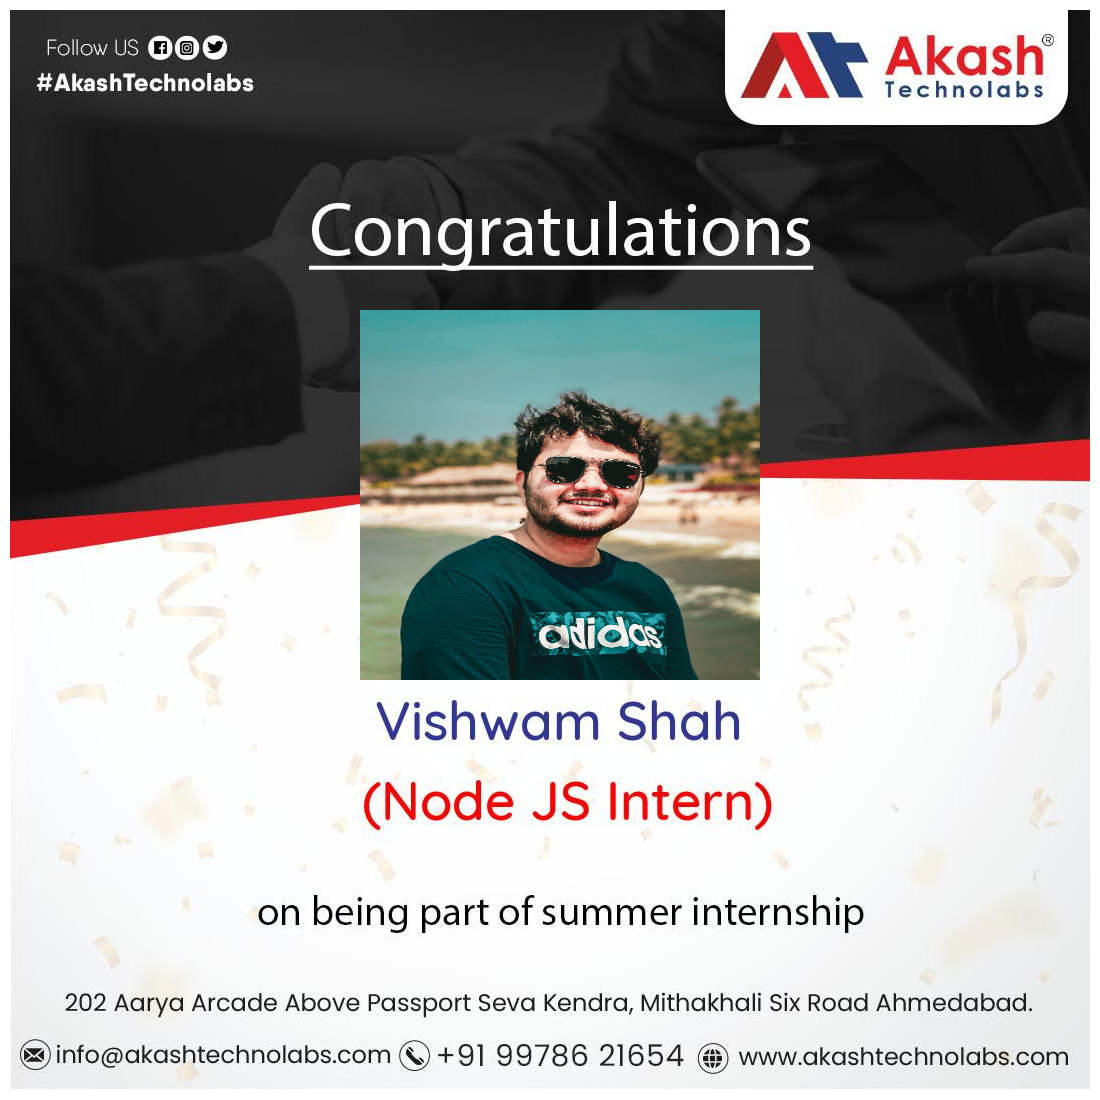 Follow US
#AkashTechnolabs
Akash®
Technolabs
Congratulations
adidas
Vishwam Shah
(Node JS Intern)
on being part of summer internship
202 Aarya Arcade Above Passport Seva Kendra, Mithakhali Six Road Ahmedabad.
info@akashtechnolabs.com +91 99786 21654 www.akashtechnolabs.com